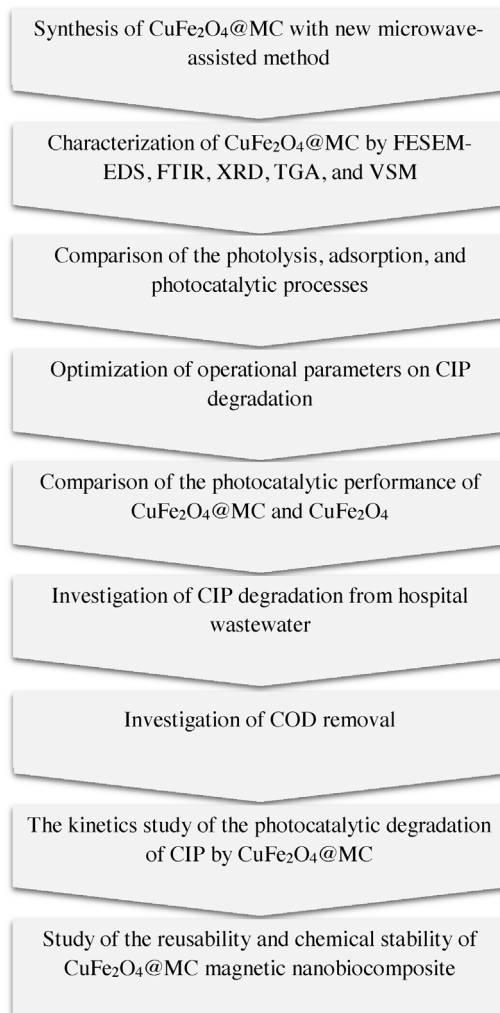 Synthesis of CuFe₂O₄@MC with new microwave-
assisted method
Characterization of CuFe₂O₄@MC by FESEM-
EDS, FTIR, XRD, TGA, and VSM
Comparison of the photolysis, adsorption, and
photocatalytic processes
Optimization of operational parameters on CIP
degradation
Comparison of the photocatalytic performance of
CuFe₂O₄@MC and CuFe₂O₄
Investigation of CIP degradation from hospital
wastewater
Investigation of COD removal
The kinetics study of the photocatalytic degradation
of CIP by CuFe₂O₄@MC
Study of the reusability and chemical stability of
CuFe₂O₄@MC magnetic nanobiocomposite